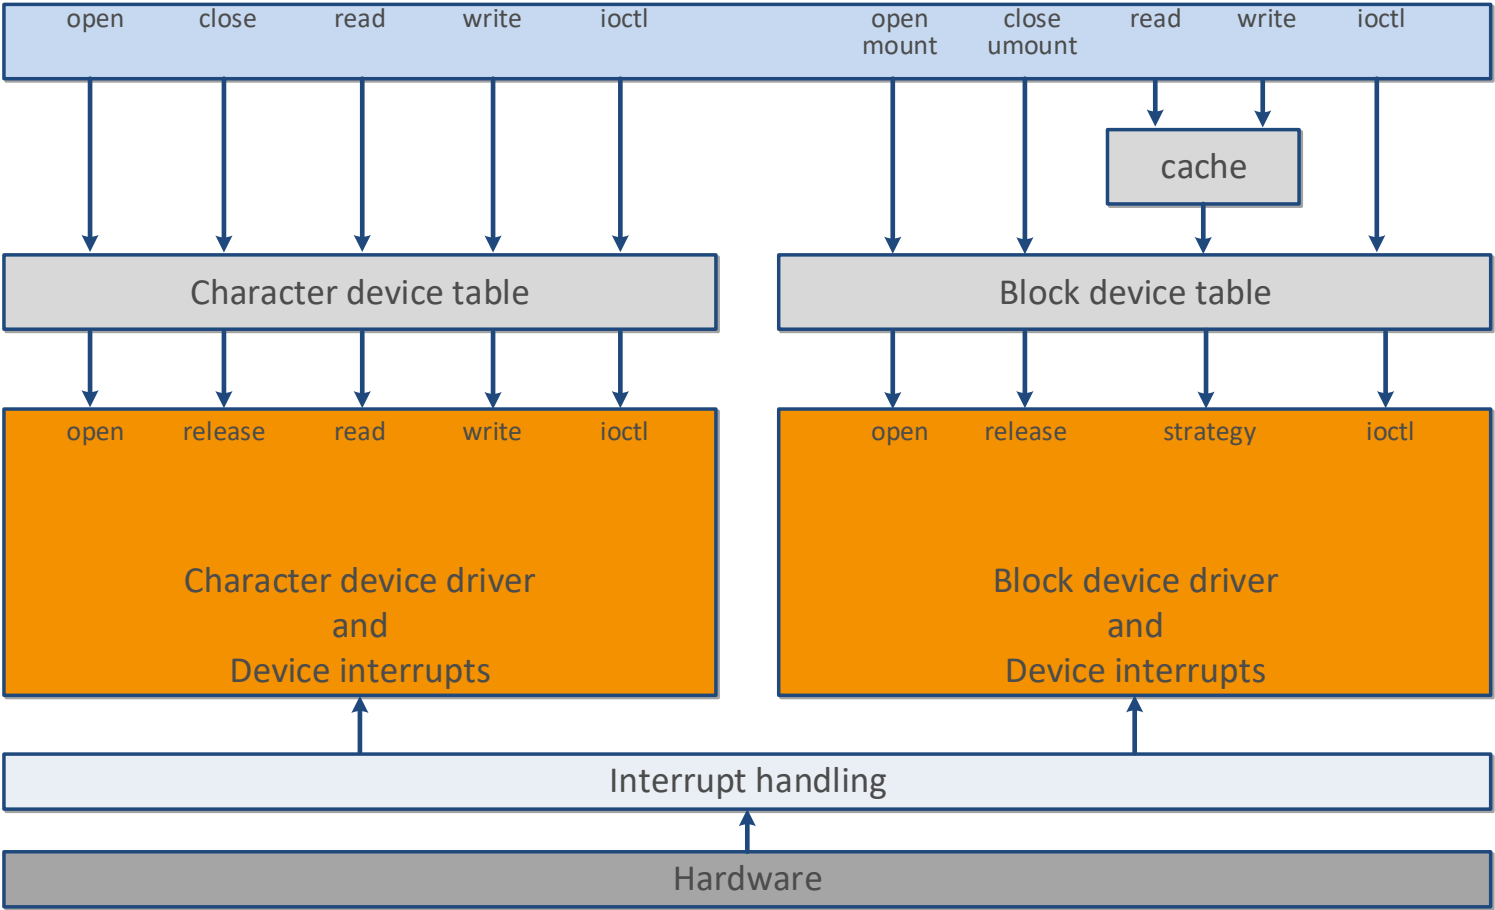 open close read write ioctl open close read write ioctl
mount umount
cache
Character device table Block device table
open release read write ioctl open release strategy ioctl
Character device driver Block device driver
and and
Device interrupts Device interrupts
Interrupt handling
Hardware